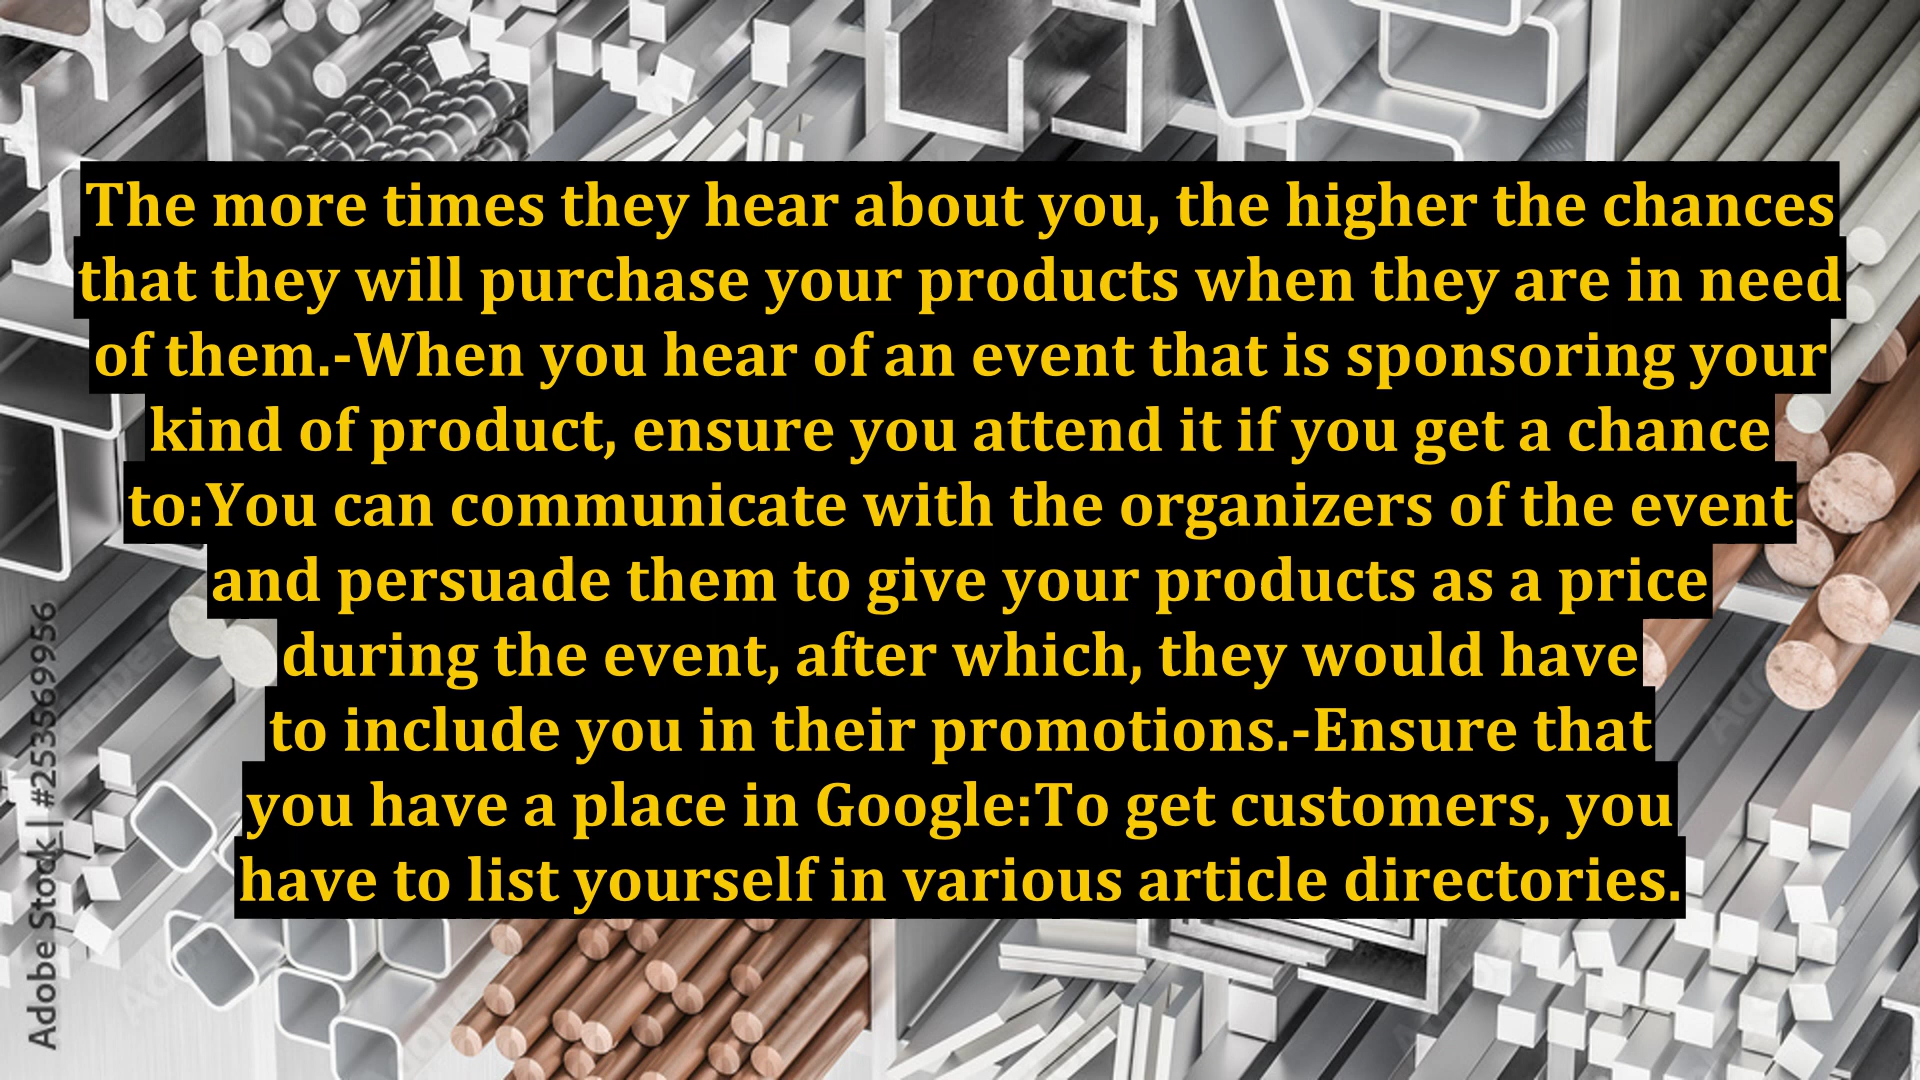 The more times they hear about you, the higher the chances
that they will purchase your products when they are in need
of them.-When you hear of an event that is sponsoring your
kind of product, ensure you attend it if you get a chance
to:You can communicate with the organizers of the event
and persuade them to give your products as a price
during the event, after which, they would have
to include you in their promotions.-Ensure that
you have a place in Google:To get customers, you
have to list yourself in various article directories.
Adobe Stock | #253569956